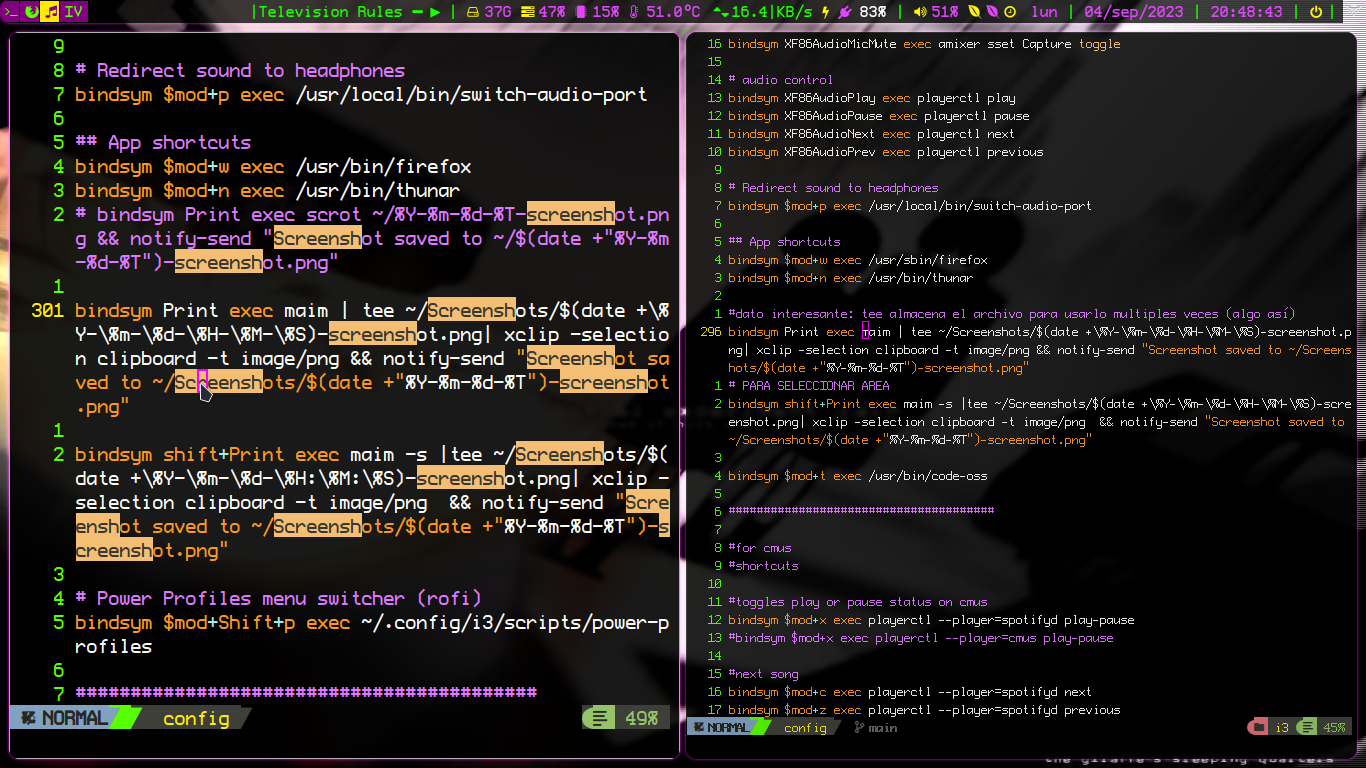 IV |Television Rules | 37G 47% 15% 51.0°C 16.4|KB/s 83% | 51% lun | 04/sep/2023 | 20:48:43 | |
9
8 # Redirect sound to headphones
7 bindsym $mod+p exec /usr/local/bin/switch-audio-port
6
5 ## App shortcuts
4 bindsym $mod+w exec /usr/bin/firefox
3 bindsym $mod+n exec /usr/bin/thunar
2 # bindsym Print exec scrot ~/%Y-%m-%d-%T-screenshot.pn
g && notify-send "Screenshot saved to ~/$(date +"%Y-%m
-%d-%T")-screenshot.png"
1
301 bindsym Print exec maim | tee ~/Screenshots/$(date +\%
Y-\%m-\%d-\%H-\%M-\%S)-screenshot.png| xclip -selectio
n clipboard -t image/png && notify-send "Screenshot sa
ved to ~/Screenshots/$(date +"%Y-%m-%d-%T")-screenshot
.png"
1
2 bindsym shift+Print exec maim -s |tee ~/Screenshots/$(
date +\%Y-\%m-\%d-\%H:\%M:\%S)-screenshot.png| xclip -
selection clipboard -t image/png  && notify-send "Scre
enshot saved to ~/Screenshots/$(date +"%Y-%m-%d-%T")-s
creenshot.png"
3
4 # Power Profiles menu switcher (rofi)
5 bindsym $mod+Shift+p exec ~/.config/i3/scripts/power-p
rofiles
6
7 ##########################################
NORMAL config 49%
16 bindsym XF86AudioMicMute exec amixer sset Capture toggle
15
14 # audio control
13 bindsym XF86AudioPlay exec playerctl play
12 bindsym XF86AudioPause exec playerctl pause
11 bindsym XF86AudioNext exec playerctl next
10 bindsym XF86AudioPrev exec playerctl previous
9
8 # Redirect sound to headphones
7 bindsym $mod+p exec /usr/local/bin/switch-audio-port
6
5 ## App shortcuts
4 bindsym $mod+w exec /usr/sbin/firefox
3 bindsym $mod+n exec /usr/bin/thunar
2
1 #dato interesante: tee almacena el archivo para usarlo multiples veces (algo así)
296 bindsym Print exec maim | tee ~/Screenshots/$(date +\%Y-\%m-\%d-\%H-\%M-\%S)-screenshot.p
ng| xclip -selection clipboard -t image/png && notify-send "Screenshot saved to ~/Screens
hots/$(date +"%Y-%m-%d-%T")-screenshot.png"
1 # PARA SELECCIONAR AREA
2 bindsym shift+Print exec maim -s |tee ~/Screenshots/$(date +\%Y-\%m-\%d-\%H-\%M-\%S)-scre
enshot.png| xclip -selection clipboard -t image/png  && notify-send "Screenshot saved to
~/Screenshots/$(date +"%Y-%m-%d-%T")-screenshot.png"
3
4 bindsym $mod+t exec /usr/bin/code-oss
5
6 ######################################
7
8 #for cmus
9 #shortcuts
10
11 #toggles play or pause status on cmus
12 bindsym $mod+x exec playerctl --player=spotifyd play-pause
13 #bindsym $mod+x exec playerctl --player=cmus play-pause
14
15 #next song
16 bindsym $mod+c exec playerctl --player=spotifyd next
17 bindsym $mod+z exec playerctl --player=spotifyd previous
NORMAL config main i3 45%
the giraffe's sleeping quarters